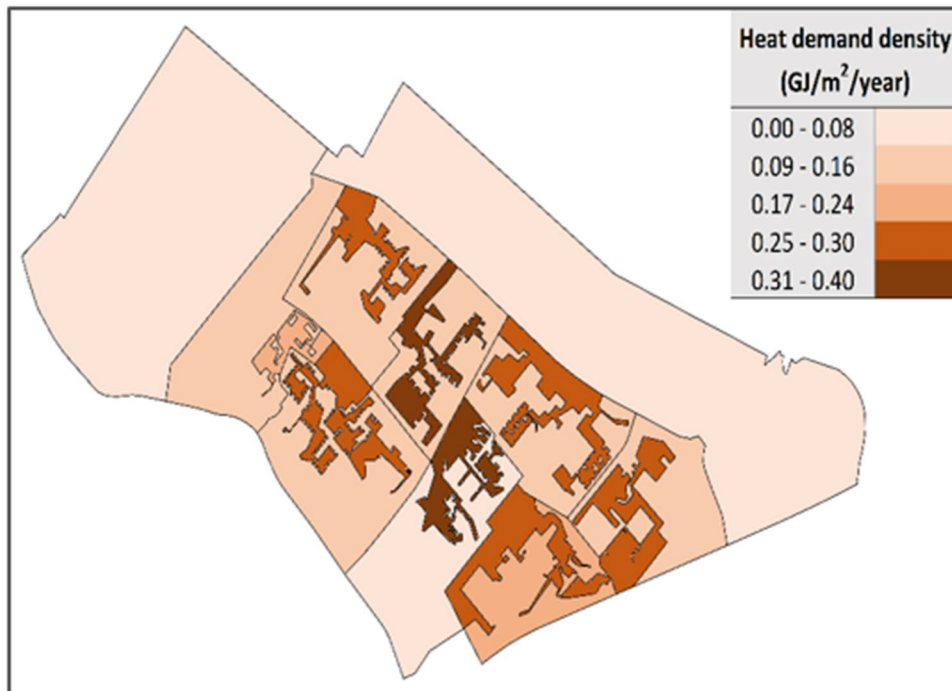 Heat demand density
(GJ/m²/year)
0.00 - 0.08
0.09 - 0.16
0.17 - 0.24
0.25 - 0.30
0.31 - 0.40